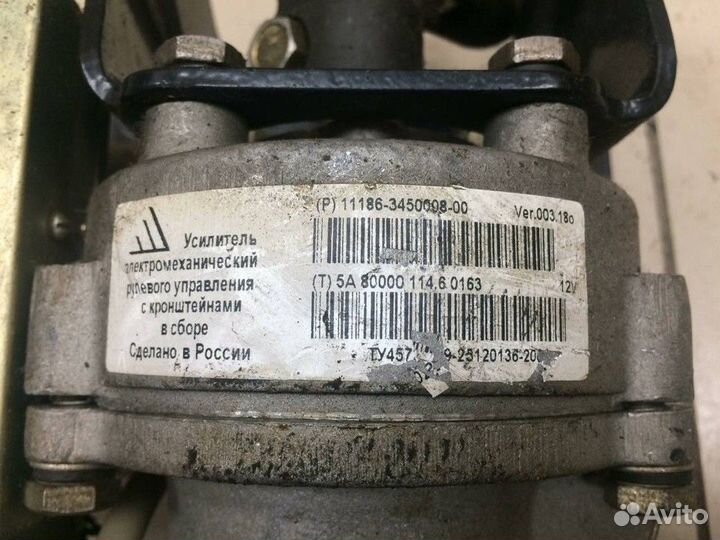 (P) 11186-3450008-00 Ver.003.18o
Усилитель
электромеханический
рулевого управления
с кронштейнами
в сборе
Сделано в России
(T) 5A 80000 114,6 0163 12V
Avito